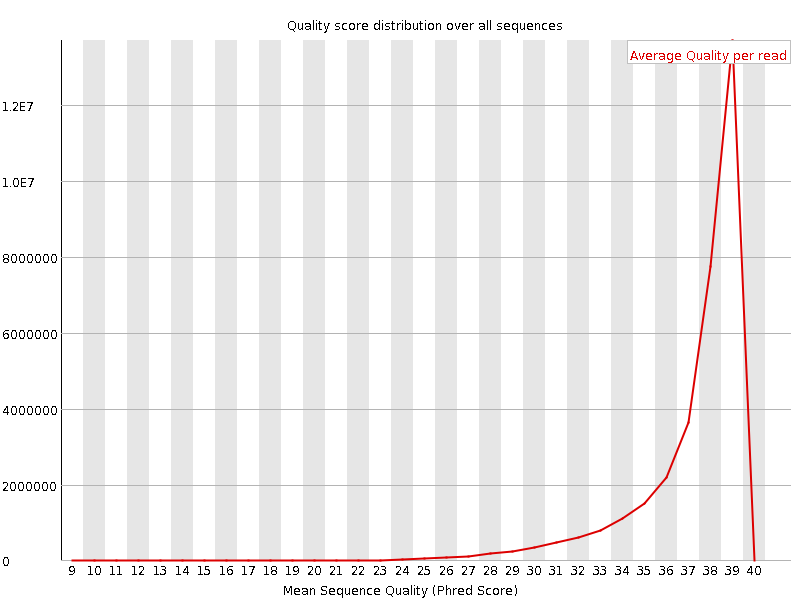 Quality score distribution over all sequences
Average Quality per read
1.2E7
1.0E7
8000000
6000000
4000000
2000000
0
9 10 11 12 13 14 15 16 17 18 19 20 21 22 23 24 25 26 27 28 29 30 31 32 33 34 35 36 37 38 39 40
Mean Sequence Quality (Phred Score)